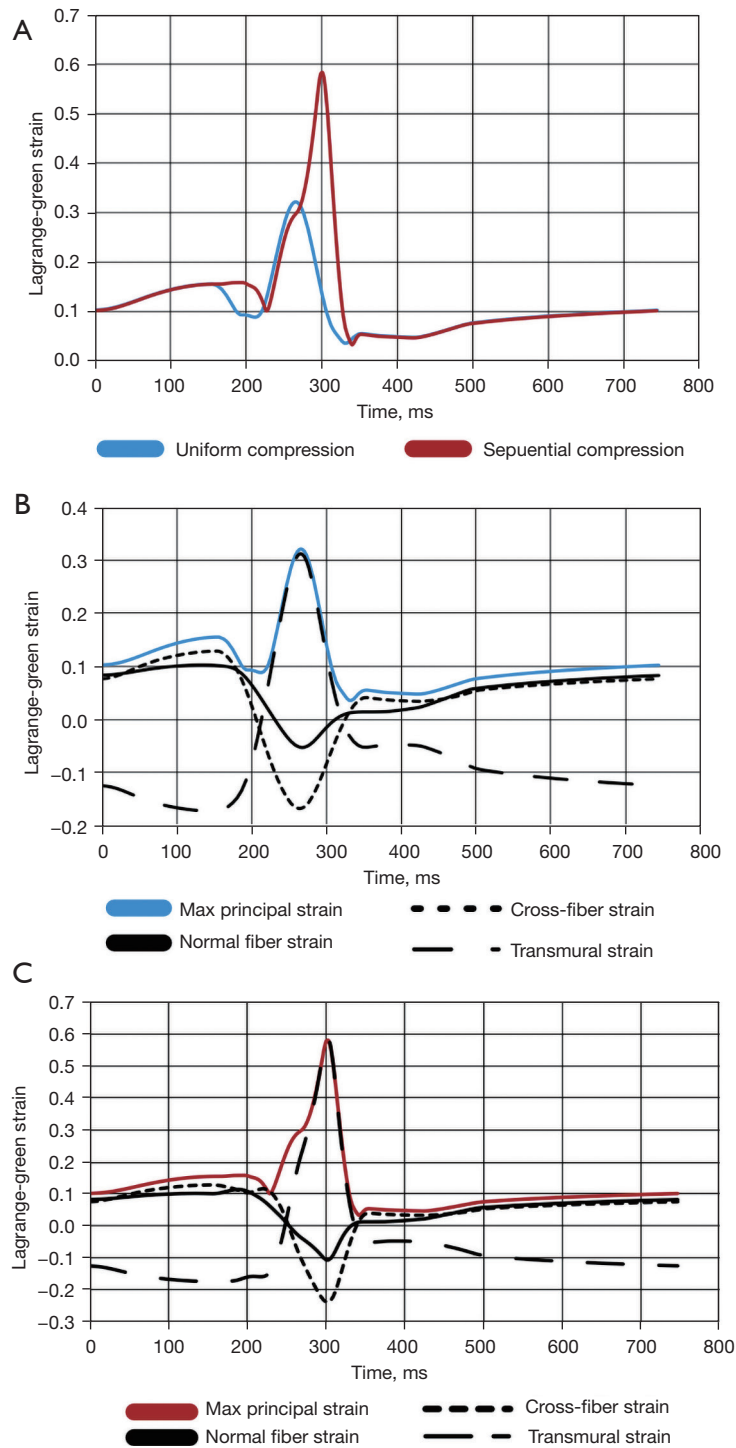 A
0.7
0.6
0.5
0.4
0.3
0.2
0.1
0.0
Lagrange-green strain
0 100 200 300 400 500 600 700 800
Time, ms
Uniform compression Sepuential compression
B
0.4
0.3
0.2
0.1
0.0
−0.1
−0.2
Lagrange-green strain
0 100 200 300 400 500 600 700 800
Time, ms
Max principal strain Cross-fiber strain
Normal fiber strain Transmural strain
C
0.7
0.6
0.5
0.4
0.3
0.2
0.1
0.0
−0.1
−0.2
−0.3
Lagrange-green strain
0 100 200 300 400 500 600 700 800
Time, ms
Max principal strain Cross-fiber strain
Normal fiber strain Transmural strain